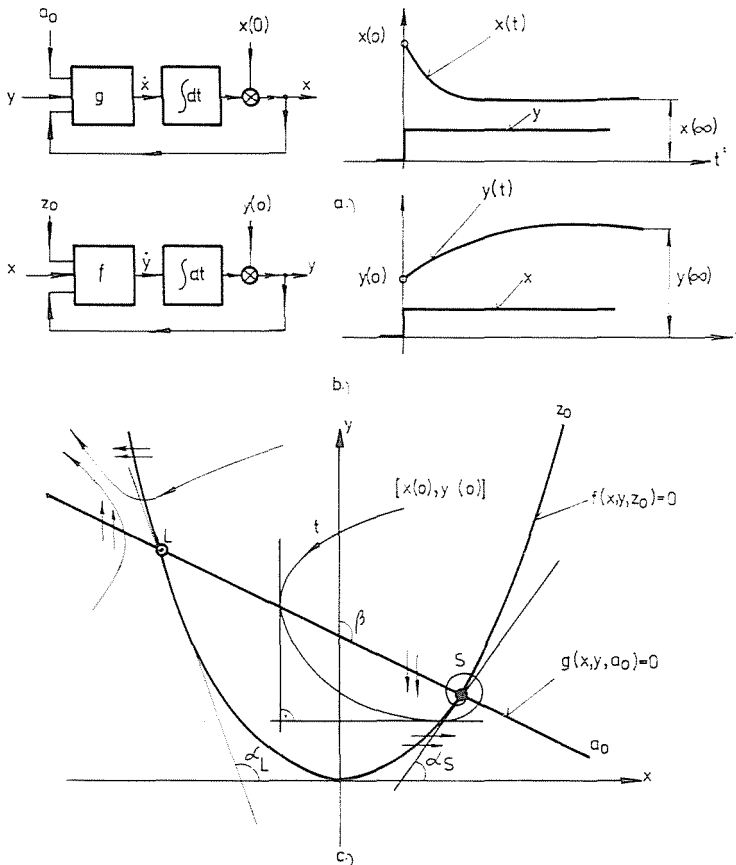 a₀
x(0)
y
g
ẋ
∫dt
x
x(0)
x(t)
y
x(∞)
t
a.)
z₀
y(0)
x
f
ẏ
∫dt
y
y(t)
y(0)
x
y(∞)
b.)
y
z₀
[x(0), y (0)]
f(x,y,z₀)=0
t
L
β
S
g(x,y,a₀)=0
a₀
α_L
α_S
x
c.)